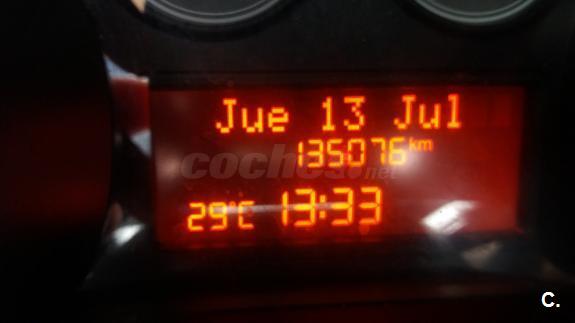 Jue 13 Jul
135076 km
coches.net
29°C 13:33
C.